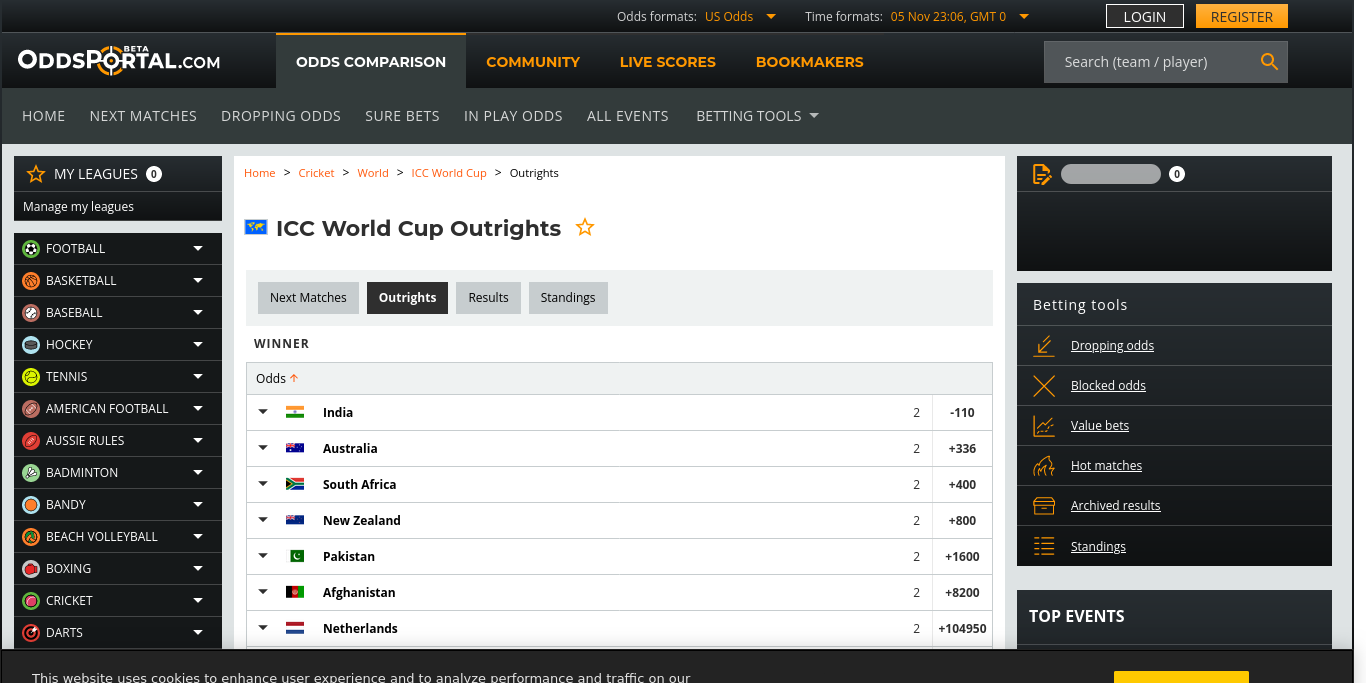 Odds formats: US Odds Time formats: 05 Nov 23:06, GMT 0 LOGIN REGISTER
ODDSPORTAL.COM BETA ODDS COMPARISON COMMUNITY LIVE SCORES BOOKMAKERS Search (team / player)
HOME NEXT MATCHES DROPPING ODDS SURE BETS IN PLAY ODDS ALL EVENTS BETTING TOOLS
MY LEAGUES 0
Manage my leagues
FOOTBALL
BASKETBALL
BASEBALL
HOCKEY
TENNIS
AMERICAN FOOTBALL
AUSSIE RULES
BADMINTON
BANDY
BEACH VOLLEYBALL
BOXING
CRICKET
DARTS
Home > Cricket > World > ICC World Cup > Outrights
ICC World Cup Outrights
Next Matches Outrights Results Standings
WINNER
Odds
India 2 -110
Australia 2 +336
South Africa 2 +400
New Zealand 2 +800
Pakistan 2 +1600
Afghanistan 2 +8200
Netherlands 2 +104950
0
Betting tools
Dropping odds
Blocked odds
Value bets
Hot matches
Archived results
Standings
TOP EVENTS
This website uses cookies to enhance user experience and to analyze performance and traffic on our